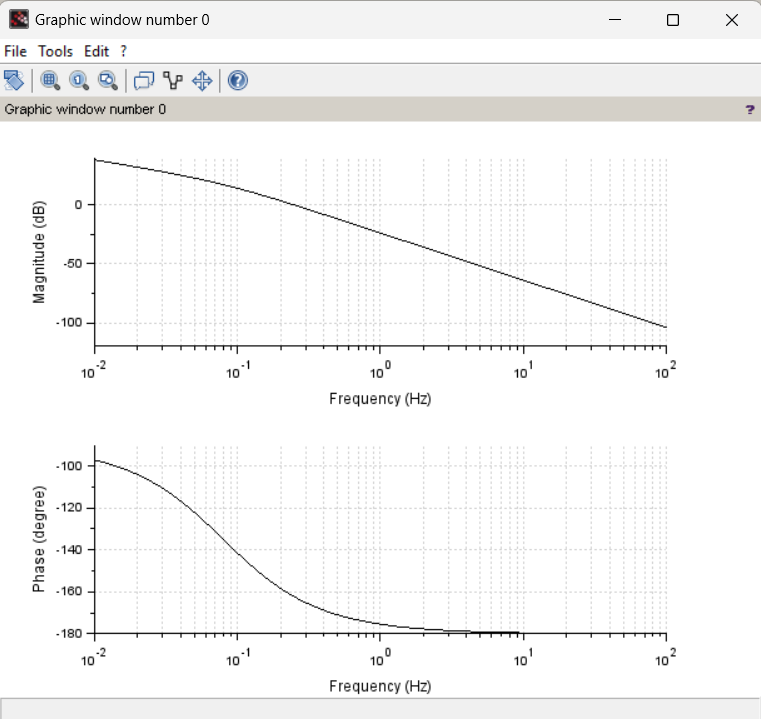 Graphic window number 0
File Tools Edit ?
Graphic window number 0 ?
Magnitude (dB)
0
-50
-100
10^-2 10^-1 10^0 10^1 10^2
Frequency (Hz)
Phase (degree)
-100
-120
-140
-160
-180
10^-2 10^-1 10^0 10^1 10^2
Frequency (Hz)